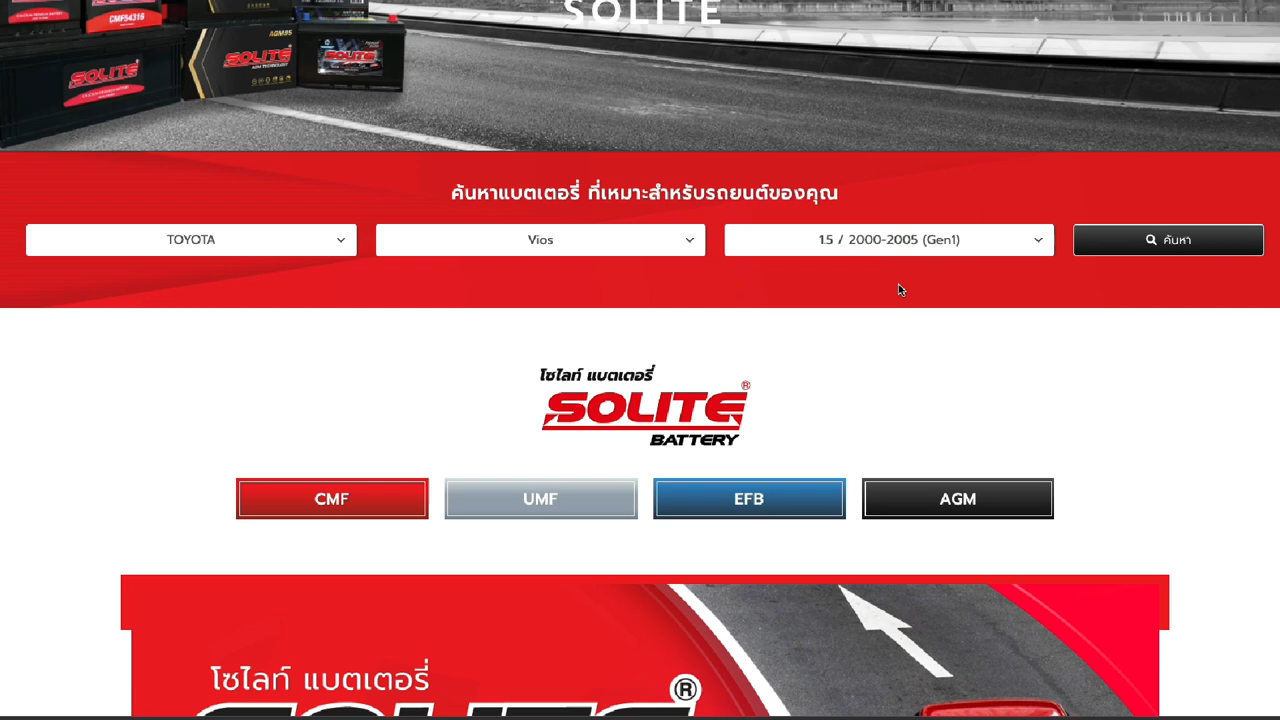 SOLITE
CMF54316
AGM95
SOLITE
SOLITE
SOLITE
ค้นหาแบตเตอรี่ ที่เหมาะสำหรับรถยนต์ของคุณ
TOYOTA
Vios
1.5 / 2000-2005 (Gen1)
ค้นหา
โซไลท์ แบตเตอรี่
SOLITE®
BATTERY
CMF
UMF
EFB
AGM
โซไลท์ แบตเตอรี่
SOLITE®